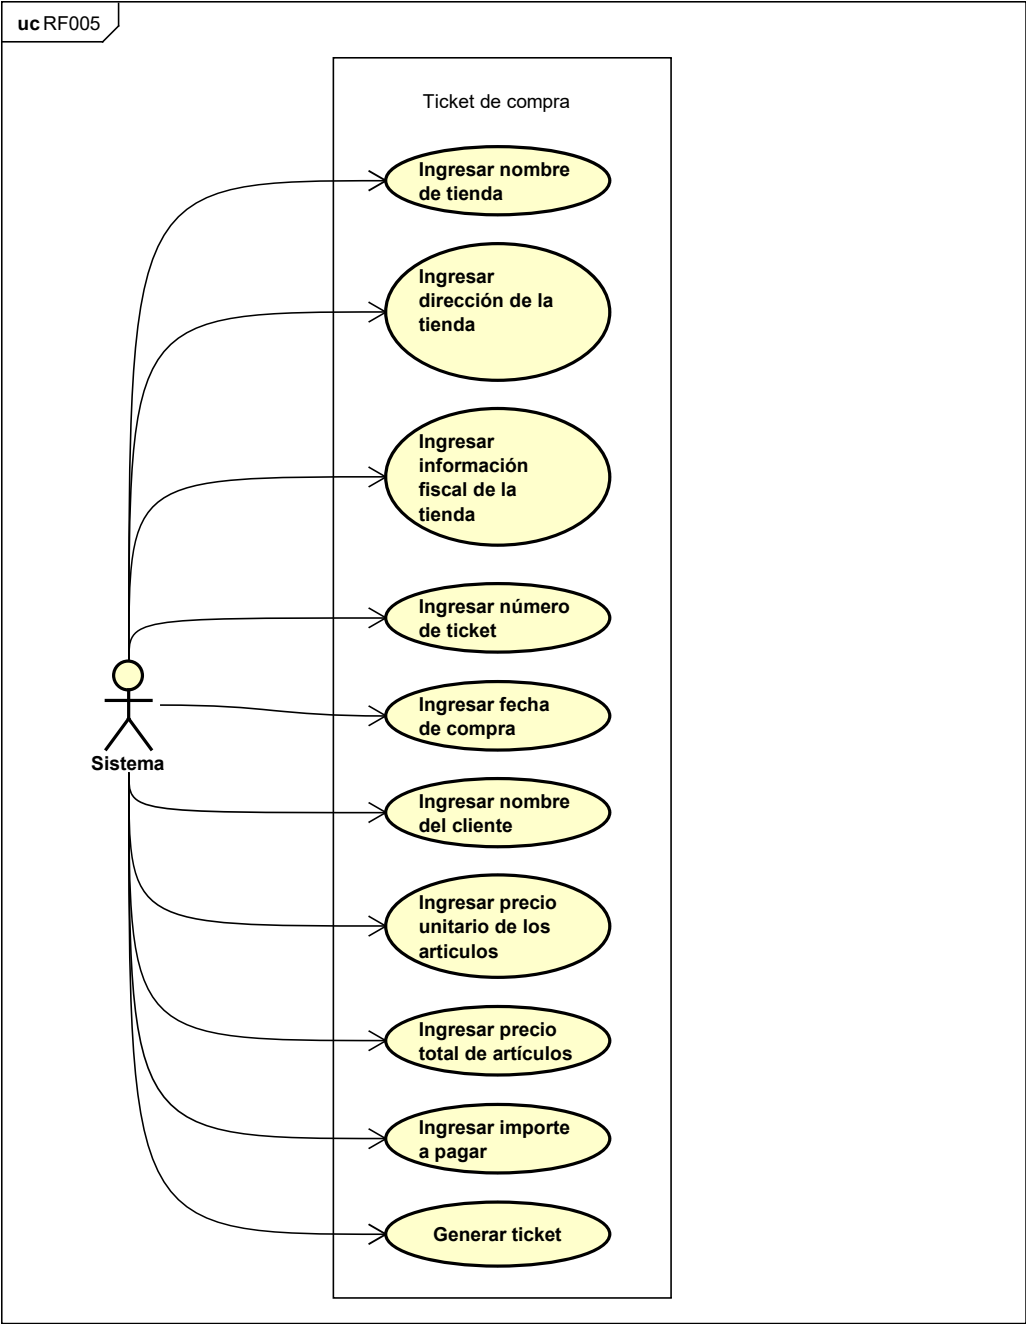 uc RF005
Ticket de compra
Ingresar nombre
de tienda
Ingresar
dirección de la
tienda
Ingresar
información
fiscal de la
tienda
Ingresar número
de ticket
Ingresar fecha
de compra
Sistema
Ingresar nombre
del cliente
Ingresar precio
unitario de los
articulos
Ingresar precio
total de artículos
Ingresar importe
a pagar
Generar ticket